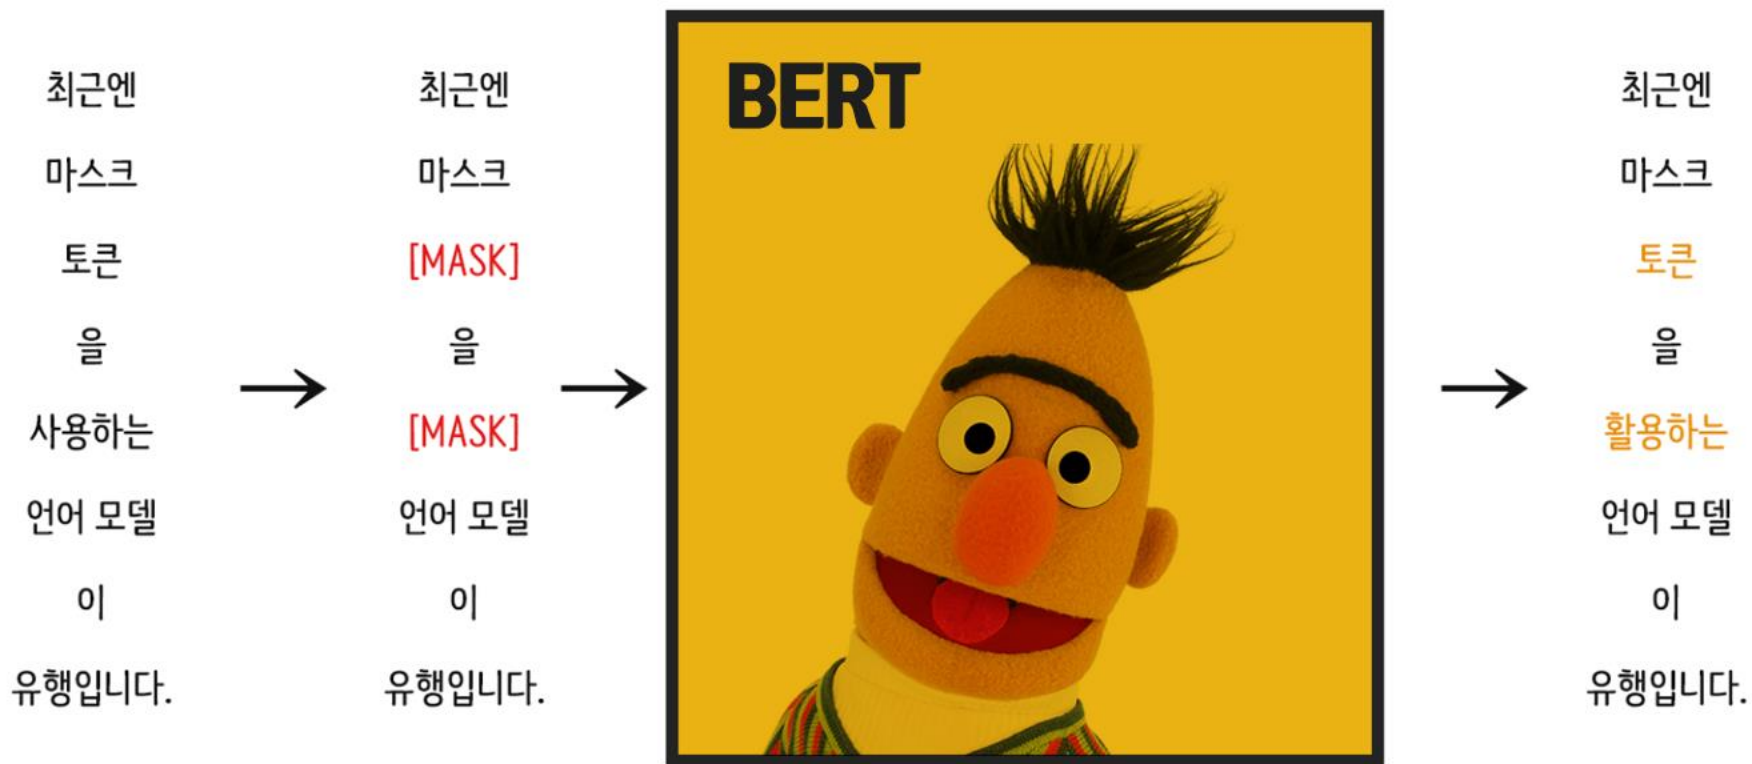 최근엔
마스크
토큰
을
사용하는
언어 모델
이
유행입니다.
최근엔
마스크
[MASK]
을
[MASK]
언어 모델
이
유행입니다.
BERT
최근엔
마스크
토큰
을
활용하는
언어 모델
이
유행입니다.